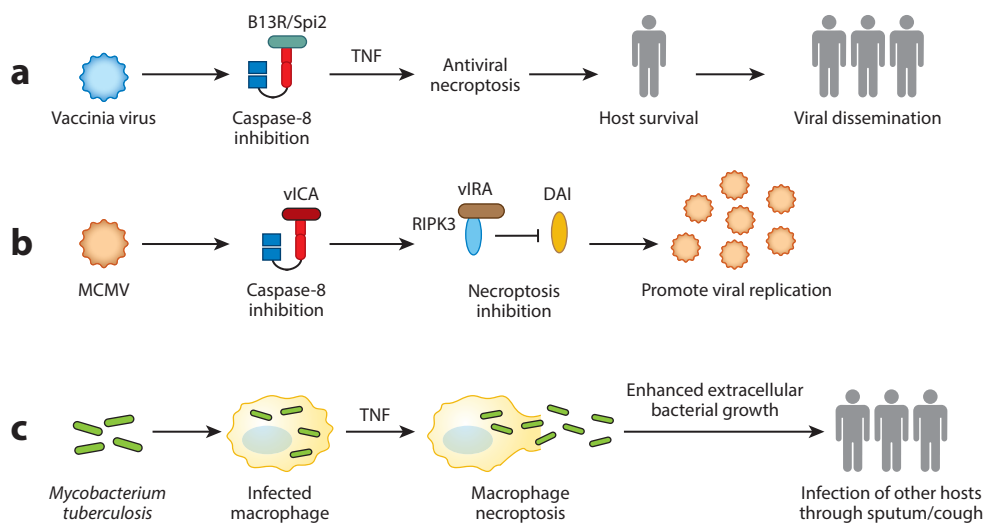 a
B13R/Spi2
TNF
Vaccinia virus
Caspase-8
inhibition
Antiviral
necroptosis
Host survival
Viral dissemination
b
vICA
vIRA
DAI
RIPK3
MCMV
Caspase-8
inhibition
Necroptosis
inhibition
Promote viral replication
c
TNF
Enhanced extracellular
bacterial growth
Mycobacterium
tuberculosis
Infected
macrophage
Macrophage
necroptosis
Infection of other hosts
through sputum/cough